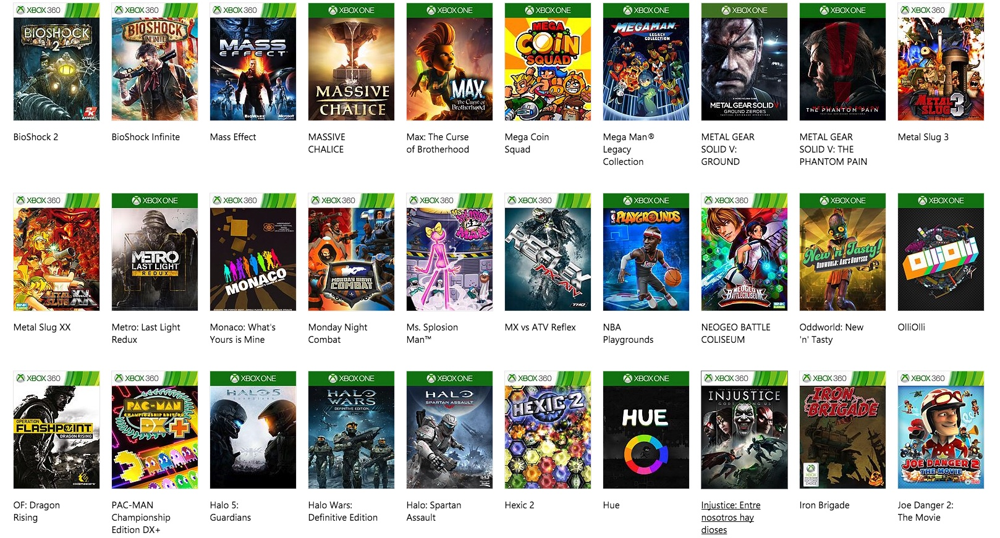 XBOX 360
XBOX 360
XBOX 360
XBOX ONE
XBOX ONE
XBOX ONE
XBOX ONE
XBOX ONE
XBOX ONE
XBOX 360
BIOSHOCK
2
2K
GAMES
BIOSHOCK
INFINITE
MASS
EFFECT
BIOWARE
Microsoft
MASSIVE
CHALICE
MAX
The Curse of
Brotherhood
MEGA
COIN
SQUAD
MEGAMAN
LEGACY
COLLECTION
METAL GEAR SOLID V
GROUND ZEROES
V
THE PHANTOM PAIN
METAL
SLUG 3
BioShock 2
BioShock Infinite
Mass Effect
MASSIVE
CHALICE
Max: The Curse
of Brotherhood
Mega Coin
Squad
Mega Man®
Legacy
Collection
METAL GEAR
SOLID V:
GROUND
METAL GEAR
SOLID V: THE
PHANTOM PAIN
Metal Slug 3
XBOX 360
XBOX ONE
XBOX 360
XBOX 360
XBOX 360
XBOX 360
XBOX ONE
XBOX 360
XBOX ONE
XBOX ONE
METAL
SLUG XX
SNK
METRO
LAST LIGHT
REDUX
MONACO
WHAT'S YOURS IS MINE
MONDAY NIGHT
COMBAT
Ms.
SPLOSION
MAN
REFLEX
MX vs ATV
THQ
NBA
PLAYGROUNDS
NEOGEO
BATTLE COLISEUM
SNK
New 'n' Tasty!
ODDWORLD: ABE'S ODDYSEE
OlliOlli
Metal Slug XX
Metro: Last Light
Redux
Monaco: What's
Yours is Mine
Monday Night
Combat
Ms. Splosion
Man™
MX vs ATV Reflex
NBA
Playgrounds
NEOGEO BATTLE
COLISEUM
Oddworld: New
'n' Tasty
OlliOlli
XBOX 360
XBOX 360
XBOX ONE
XBOX ONE
XBOX ONE
XBOX 360
XBOX ONE
XBOX 360
XBOX 360
XBOX 360
OPERATION
FLASHPOINT
DRAGON RISING
codemasters
PAC-MAN
CHAMPIONSHIP EDITION
DX+
HALO 5
GUARDIANS
HALO
WARS
DEFINITIVE EDITION
HALO
SPARTAN ASSAULT
343
HEXIC 2
HUE
INJUSTICE
GODS AMONG US
IRON
BRIGADE
XBOX
EDITORS'
CHOICE
JOE DANGER 2
THE MOVIE
OF: Dragon
Rising
PAC-MAN
Championship
Edition DX+
Halo 5:
Guardians
Halo Wars:
Definitive Edition
Halo: Spartan
Assault
Hexic 2
Hue
Injustice: Entre
nosotros hay
dioses
Iron Brigade
Joe Danger 2:
The Movie